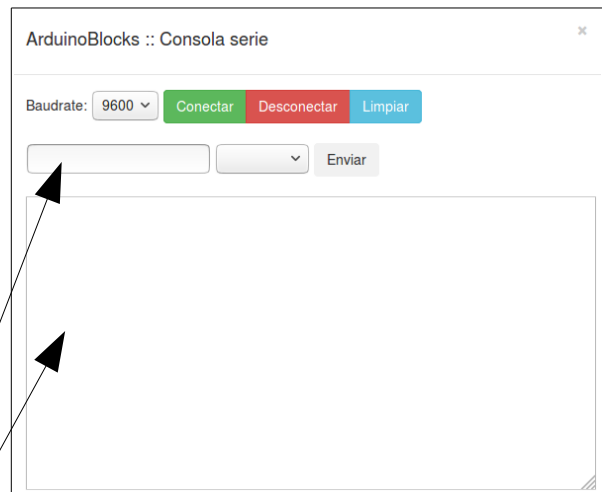 ArduinoBlocks :: Consola serie ×
Baudrate: 9600 Conectar Desconectar Limpiar
Enviar